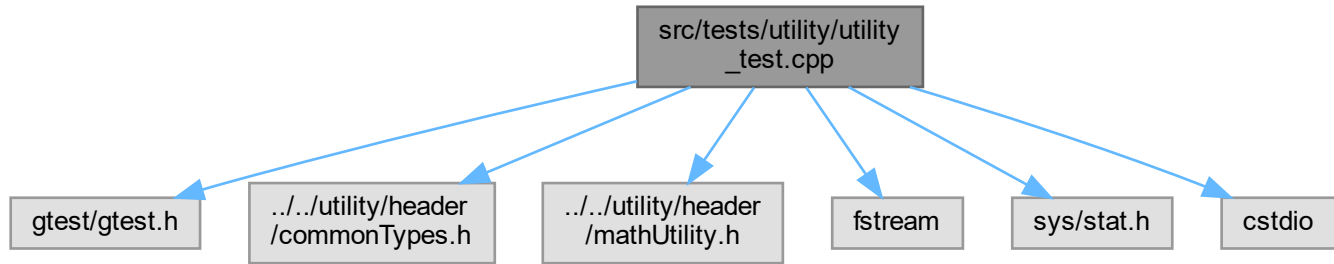 src/tests/utility/utility
_test.cpp
gtest/gtest.h
../../utility/header
/commonTypes.h
../../utility/header
/mathUtility.h
fstream
sys/stat.h
cstdio